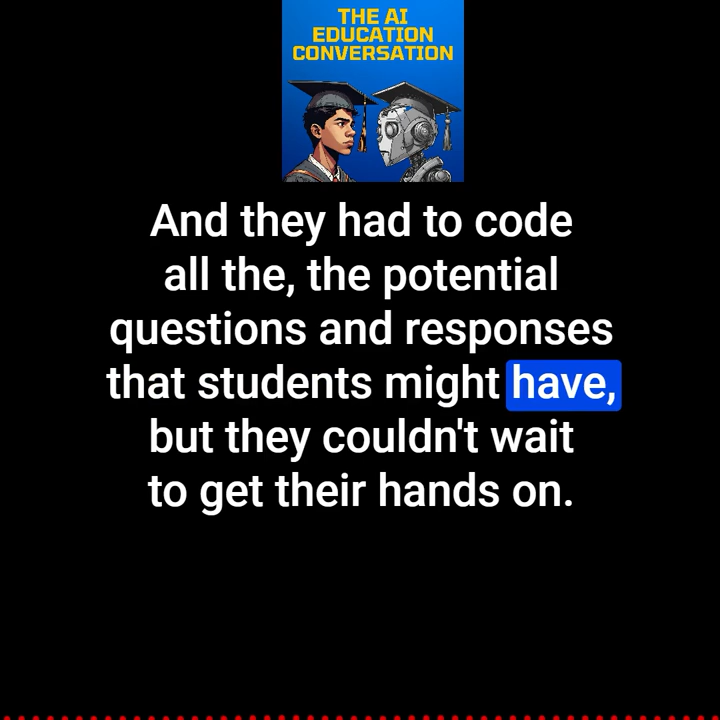 THE AI
EDUCATION
CONVERSATION
And they had to code
all the, the potential
questions and responses
that students might have,
but they couldn't wait
to get their hands on.